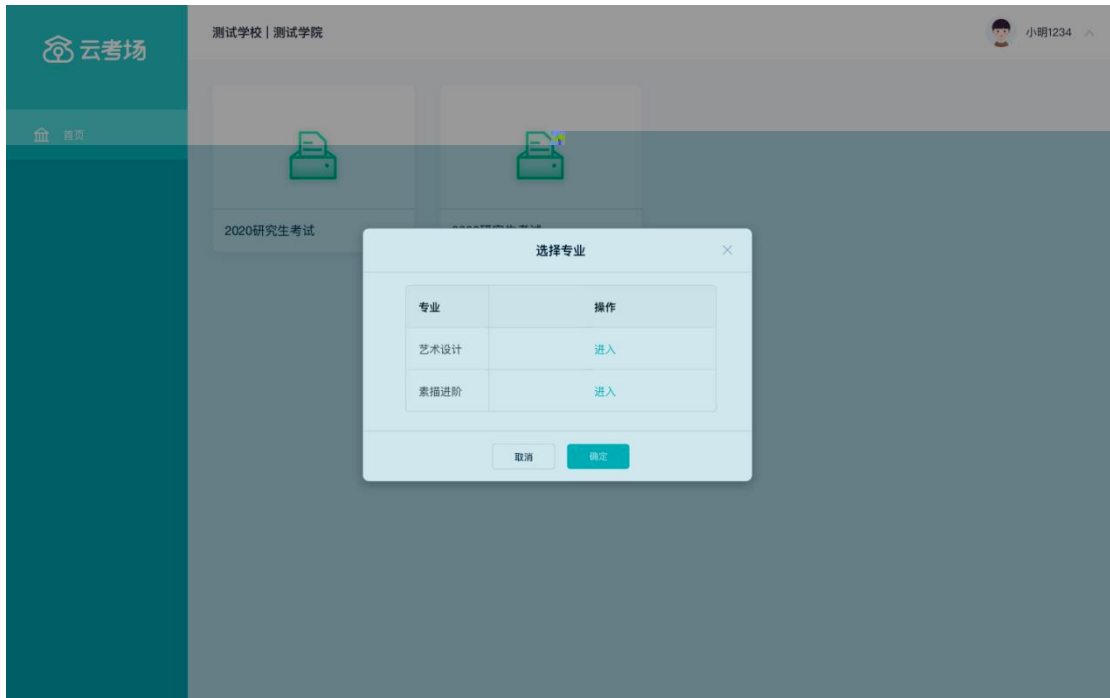 云考场
测试学校 | 测试学院
小明1234
首页
2020研究生考试
选择专业
专业 操作
艺术设计 进入
素描进阶 进入
取消 确定